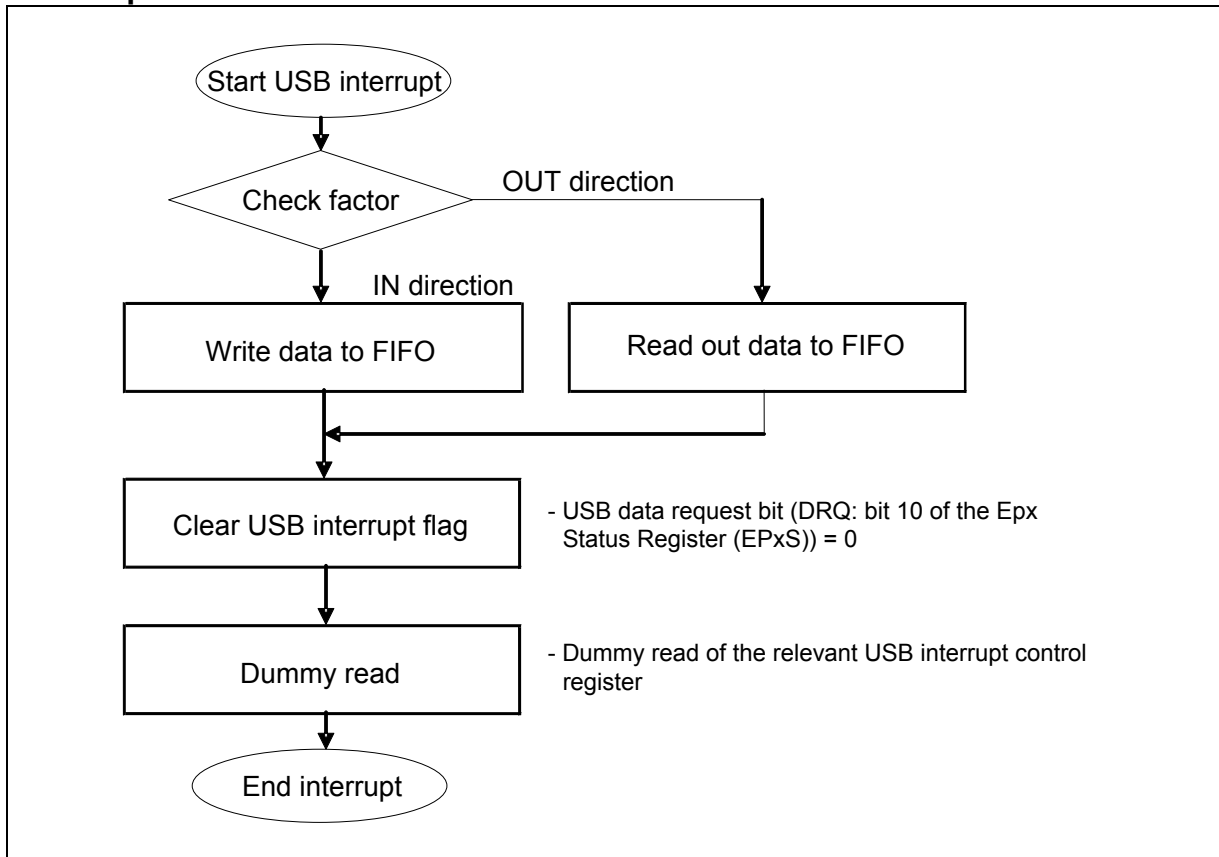 Start USB interrupt
Check factor
OUT direction
IN direction
Write data to FIFO
Read out data to FIFO
Clear USB interrupt flag
- USB data request bit (DRQ: bit 10 of the Epx
Status Register (EPxS)) = 0
Dummy read
- Dummy read of the relevant USB interrupt control
register
End interrupt